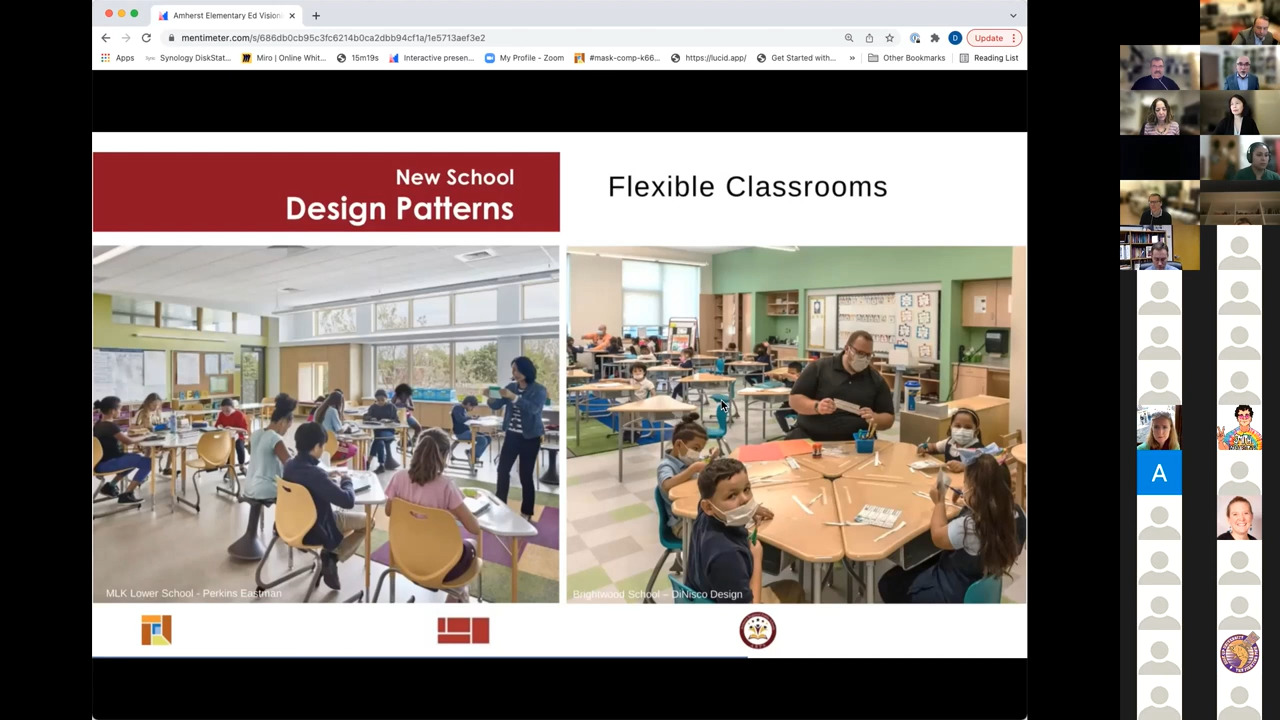 Amherst Elementary Ed Vision
mentimeter.com/s/686db0cb95c3fc6214b0ca2dbb94cf1a/1e5713aef3e2
D
Update
Apps
Synology DiskStat...
Miro | Online Whit...
15m19s
Interactive presen...
My Profile - Zoom
#mask-comp-k66...
https://lucid.app/
Get Started with...
»
Other Bookmarks
Reading List
New School
Design Patterns
Flexible Classrooms
MLK Lower School - Perkins Eastman
Brightwood School – DiNisco Design
A